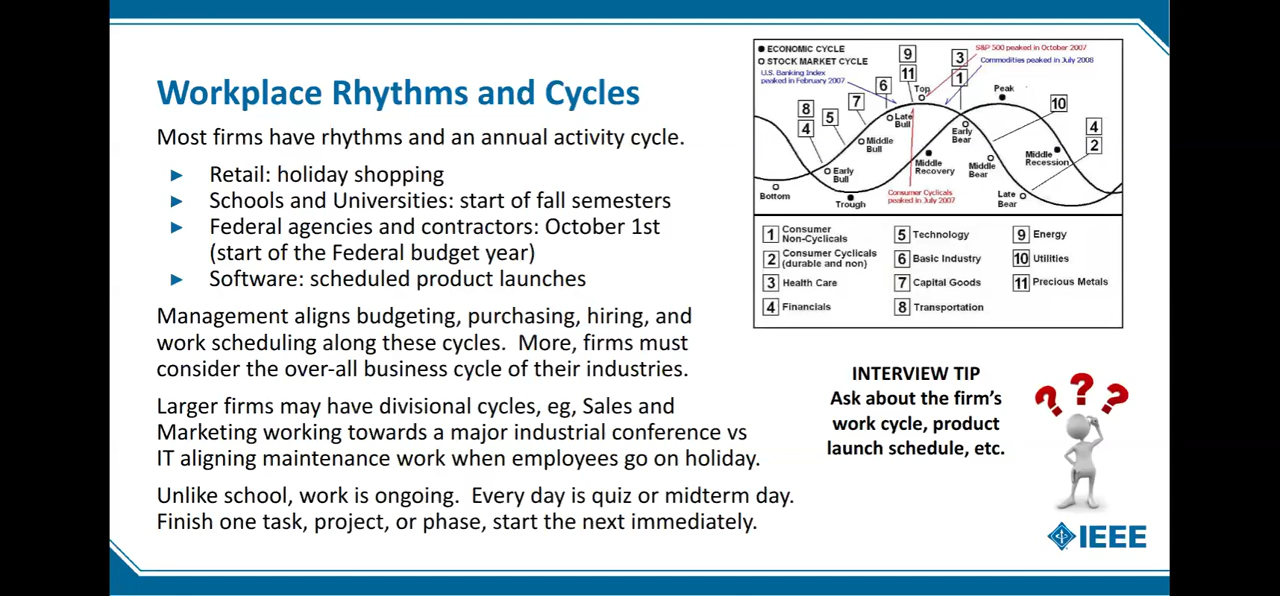 Workplace Rhythms and Cycles
Most firms have rhythms and an annual activity cycle.
Retail: holiday shopping
Schools and Universities: start of fall semesters
Federal agencies and contractors: October 1st
(start of the Federal budget year)
Software: scheduled product launches
Management aligns budgeting, purchasing, hiring, and
work scheduling along these cycles. More, firms must
consider the over-all business cycle of their industries.
Larger firms may have divisional cycles, eg, Sales and
Marketing working towards a major industrial conference vs
IT aligning maintenance work when employees go on holiday.
Unlike school, work is ongoing. Every day is quiz or midterm day.
Finish one task, project, or phase, start the next immediately.
ECONOMIC CYCLE
STOCK MARKET CYCLE
U.S. Banking Index
peaked in February 2007
S&P 500 peaked in October 2007
Commodities peaked in July 2008
9
11
3
1
6
7
5
8
4
10
4
2
Top
Peak
Late
Bull
Middle
Bull
Early
Bull
Bottom
Trough
Early
Bear
Middle
Recovery
Middle
Bear
Middle
Recession
Late
Bear
Consumer Cyclicals
peaked in July 2007
1 Consumer
Non-Cyclicals
2 Consumer Cyclicals
(durable and non)
3 Health Care
4 Financials
5 Technology
6 Basic Industry
7 Capital Goods
8 Transportation
9 Energy
10 Utilities
11 Precious Metals
INTERVIEW TIP
Ask about the firm's
work cycle, product
launch schedule, etc.
? ? ?
IEEE